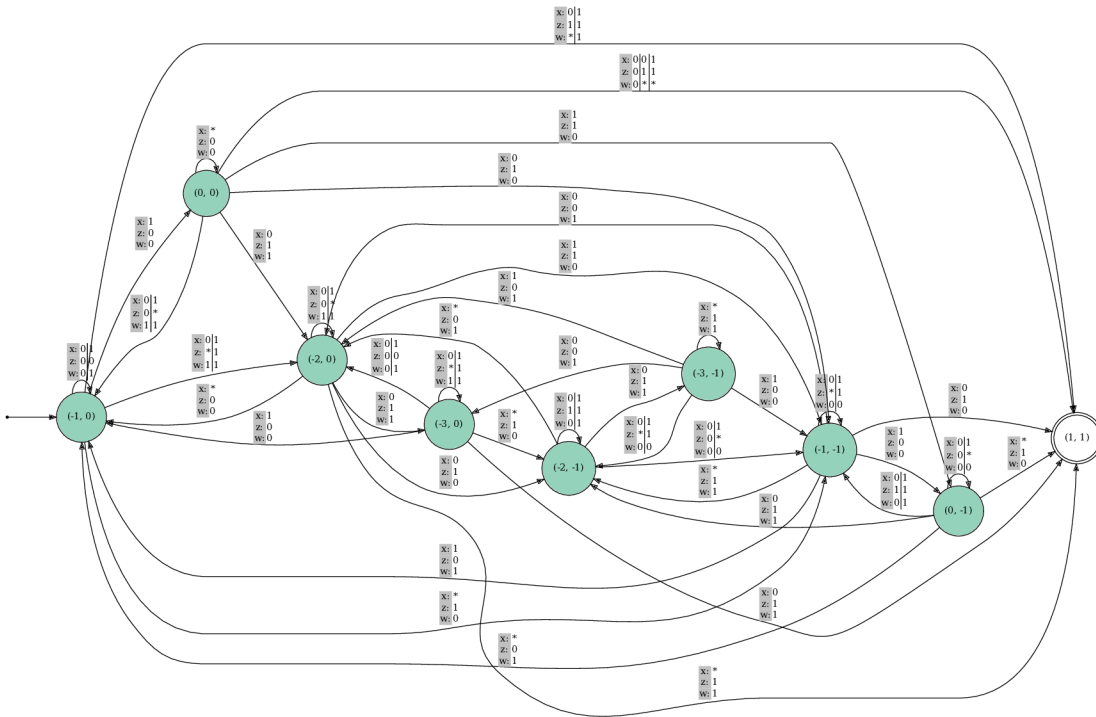 x: 0|1
z: 1|1
w: *|1
x: 0|0|1
z: 0|1|1
w: 0|*|*
x: 1
z: 1
w: 0
x: *
z: 0
w: 0
x: 0
z: 1
w: 0
(0, 0)
x: 0
z: 0
w: 1
x: 1
z: 0
w: 0
x: 0
z: 1
w: 1
x: 1
z: 1
w: 0
x: 1
z: 0
w: 1
x: 0|1
z: 0|*
w: 1|1
x: 0|1
z: 0|*
w: 1|1
x: *
z: 0
w: 1
x: *
z: 1
w: 1
x: 0|1
z: *|1
w: 1|1
x: 0|1
z: 0|0
w: 0|1
x: 0
z: 0
w: 1
x: 0|1
z: 0|0
w: 0|1
(-2, 0)
x: 0|1
z: *|1
w: 1|1
(-3, -1)
x: *
z: 0
w: 0
x: 0
z: 1
w: 1
x: 0
z: 1
w: 1
x: 1
z: 0
w: 0
x: 0|1
z: *|1
w: 0|0
x: 0
z: 1
w: 0
(-1, 0)
x: 1
z: 0
w: 0
(-3, 0)
x: *
z: 1
w: 0
x: 0|1
z: 1|1
w: 0|1
x: 0|1
z: *|1
w: 0|0
x: 0|1
z: 0|*
w: 0|0
(-1, -1)
x: 1
z: 0
w: 0
x: 0|1
z: 0|*
w: 0|0
x: *
z: 1
w: 0
(1, 1)
x: 0
z: 1
w: 0
(-2, -1)
x: *
z: 1
w: 1
x: 0|1
z: 1|1
w: 0|1
(0, -1)
x: 0
z: 1
w: 1
x: 1
z: 0
w: 1
x: *
z: 1
w: 0
x: 0
z: 1
w: 1
x: *
z: 0
w: 1
x: *
z: 1
w: 1